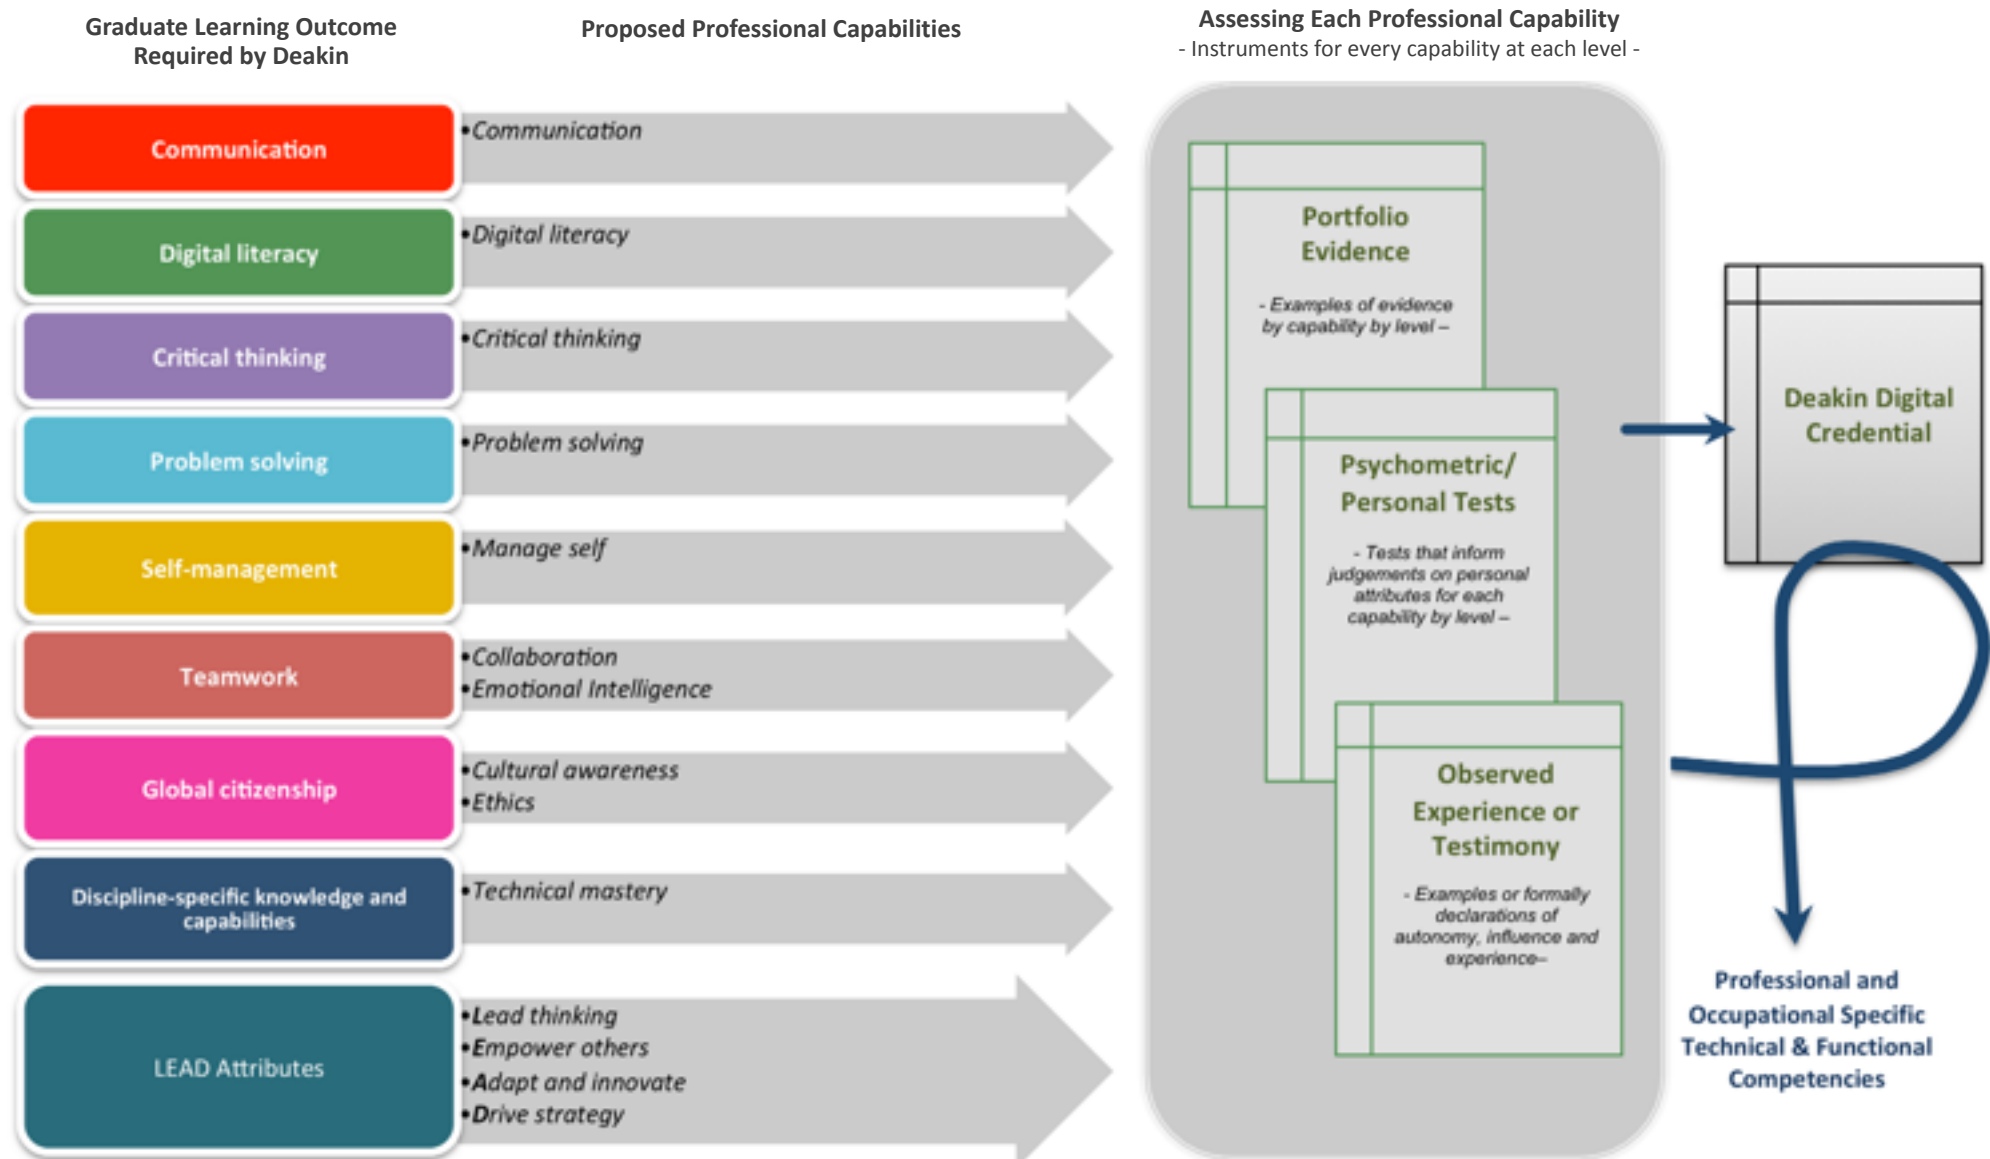 Graduate Learning Outcome
Required by Deakin
Proposed Professional Capabilities
Assessing Each Professional Capability
- Instruments for every capability at each level -
Communication
•Communication
Digital literacy
•Digital literacy
Critical thinking
•Critical thinking
Problem solving
•Problem solving
Self-management
•Manage self
Teamwork
•Collaboration
•Emotional Intelligence
Global citizenship
•Cultural awareness
•Ethics
Discipline-specific knowledge and
capabilities
•Technical mastery
LEAD Attributes
•Lead thinking
•Empower others
•Adapt and innovate
•Drive strategy
Portfolio
Evidence
- Examples of evidence
by capability by level –
Psychometric/
Personal Tests
- Tests that inform
judgements on personal
attributes for each
capability by level –
Observed
Experience or
Testimony
- Examples or formally
declarations of
autonomy, influence and
experience–
Deakin Digital
Credential
Professional and
Occupational Specific
Technical & Functional
Competencies